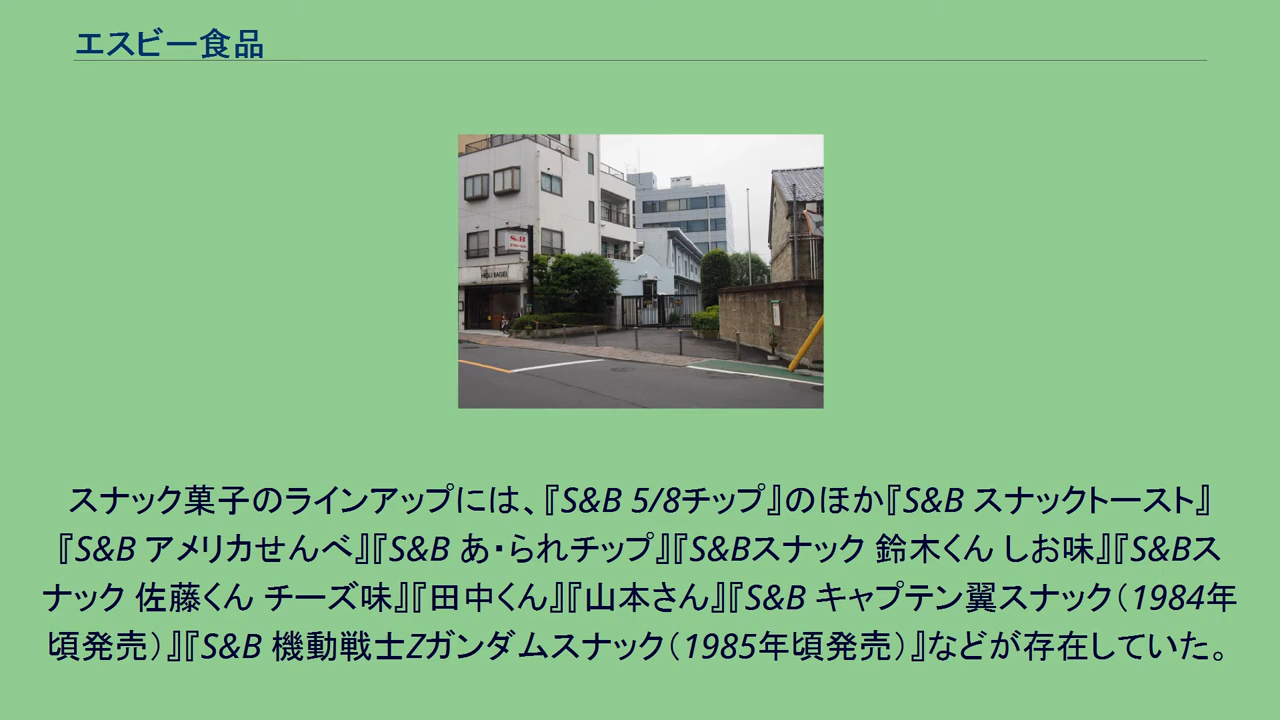 エスビー食品
S&B
HIGU BAGEL
スナック菓子のラインアップには、『S&B 5/8チップ』のほか『S&B スナックトースト』
『S&B アメリカせんべ』『S&B あ・られチップ』『S&Bスナック 鈴木くん しお味』『S&Bス
ナック 佐藤くん チーズ味』『田中くん』『山本さん』『S&B キャプテン翼スナック（1984年
頃発売）』『S&B 機動戦士Zガンダムスナック（1985年頃発売）』などが存在していた。